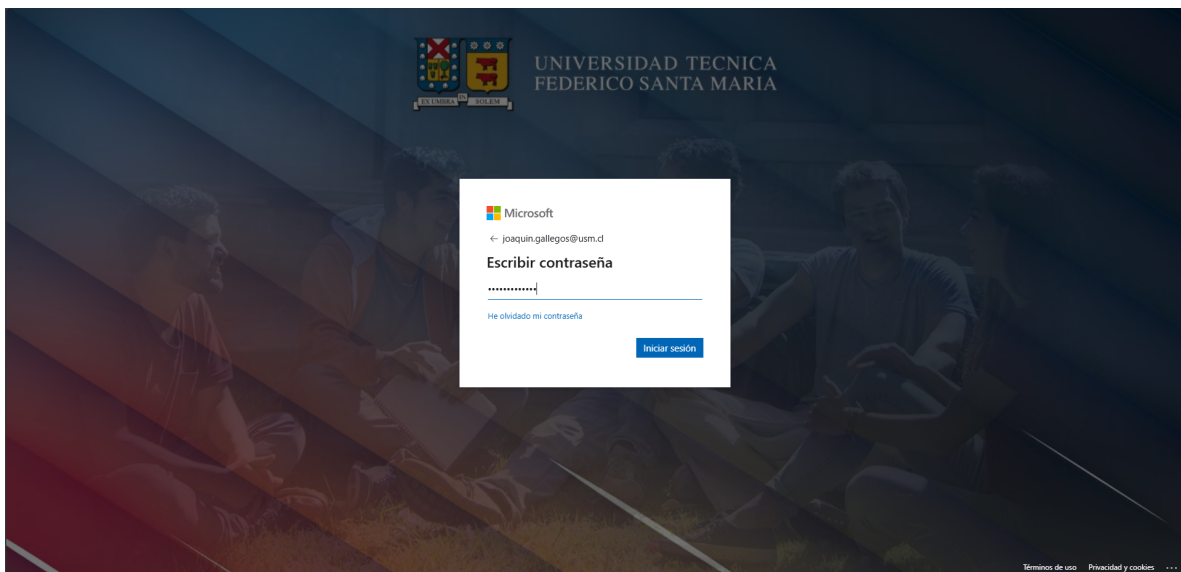 UNIVERSIDAD TECNICA
FEDERICO SANTA MARIA
EX UMBRA IN SOLEM
Microsoft
← joaquin.gallegos@usm.cl
Escribir contraseña
•••••••••••••
He olvidado mi contraseña
Iniciar sesión
Términos de uso Privacidad y cookies ...